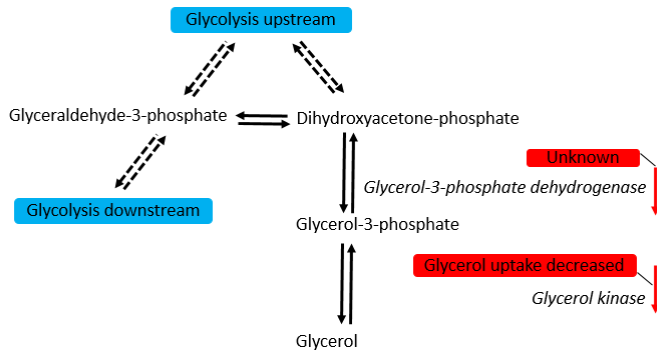 Glycolysis upstream
Glyceraldehyde-3-phosphate
Dihydroxyacetone-phosphate
Unknown
Glycerol-3-phosphate dehydrogenase
Glycolysis downstream
Glycerol-3-phosphate
Glycerol uptake decreased
Glycerol kinase
Glycerol